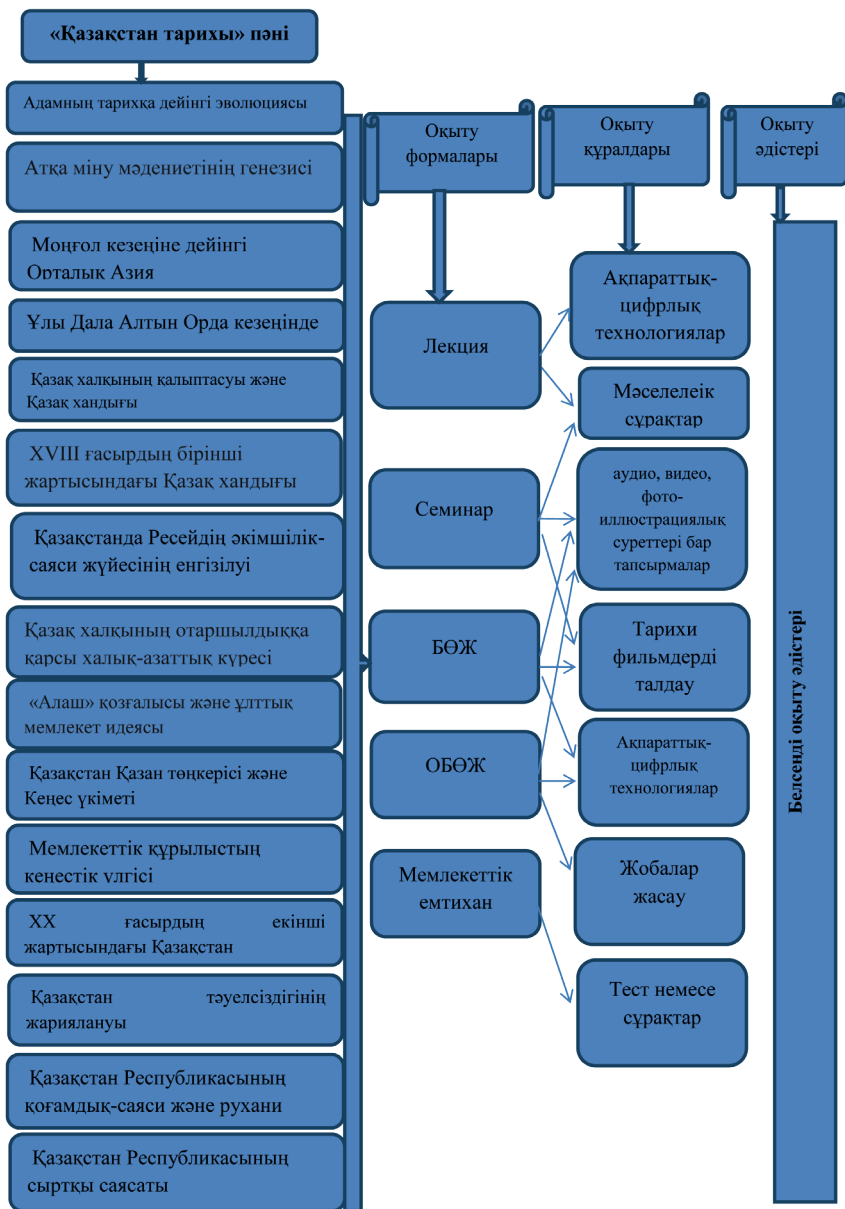 «Қазақстан тарихы» пәні
Адамның тарихқа дейінгі эволюциясы
Атқа міну мәдениетінің генезисі
Моңғол кезеңіне дейінгі
Орталық Азия
Ұлы Дала Алтын Орда кезеңінде
Қазақ халқының қалыптасуы және
Қазақ хандығы
XVIII ғасырдың бірінші
жартысындағы Қазақ хандығы
Қазақстанда Ресейдің әкімшілік-
саяси жүйесінің енгізілуі
Қазақ халқының отаршылдыққа
қарсы халық-азаттық күресі
«Алаш» қозғалысы және ұлттық
мемлекет идеясы
Қазақстан Қазан төңкерісі және
Кеңес үкіметі
Мемлекеттік құрылыстың
кеңестік үлгісі
ХХ ғасырдың екінші
жартысындағы Қазақстан
Қазақстан тәуелсіздігінің
жариялануы
Қазақстан Республикасының
қоғамдық-саяси және рухани
Қазақстан Республикасының
сыртқы саясаты
Оқыту
формалары
Лекция
Семинар
БӨЖ
ОБӨЖ
Мемлекеттік
емтихан
Оқыту
құралдары
Ақпараттық-
цифрлық
технологиялар
Мәселелеік
сұрақтар
аудио, видео,
фото-
иллюстрациялық
суреттері бар
тапсырмалар
Тарихи
фильмдерді
талдау
Ақпараттық-
цифрлық
технологиялар
Жобалар
жасау
Тест немесе
сұрақтар
Оқыту
әдістері
Белсенді оқыту әдістері